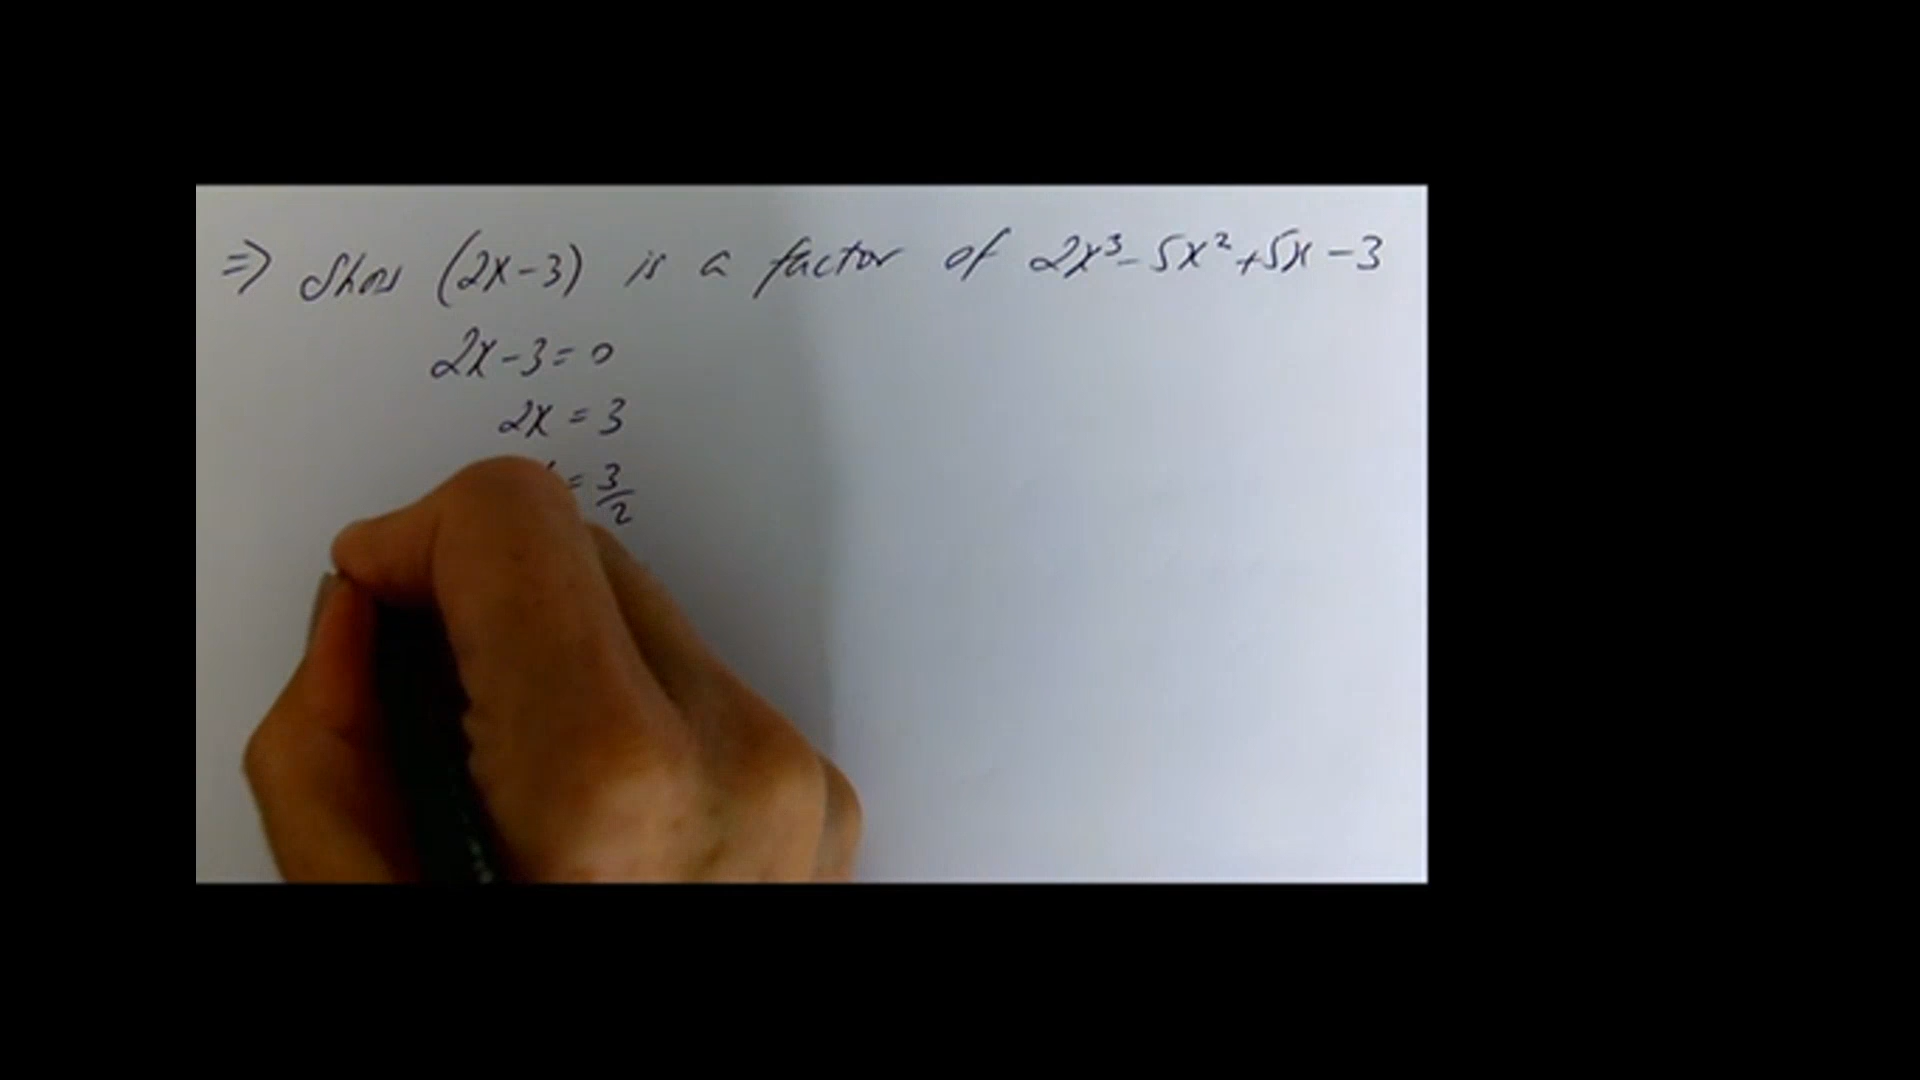 ⇒ Show (2x-3) is a factor of 2x³-5x²+5x-3
2x-3=0
2x = 3
= 3/2